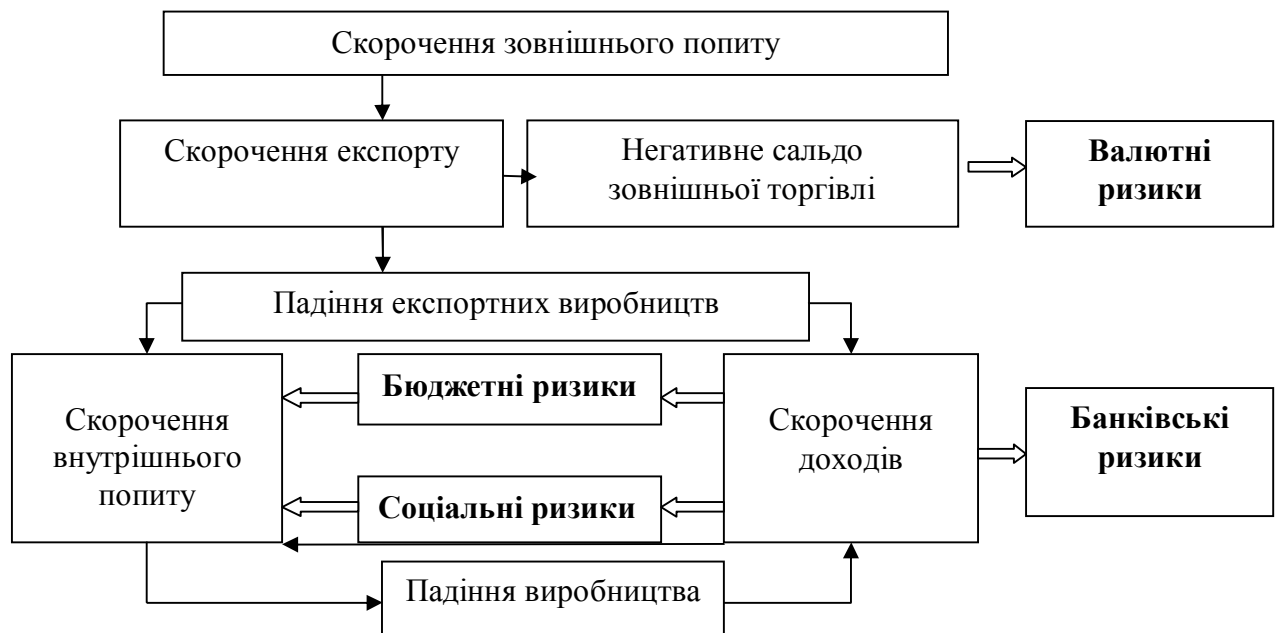 Скорочення зовнішнього попиту
Скорочення експорту
Негативне сальдо
зовнішньої торгівлі
Валютні
ризики
Падіння експортних виробництв
Скорочення
внутрішнього
попиту
Бюджетні ризики
Соціальні ризики
Скорочення
доходів
Банківські
ризики
Падіння виробництва